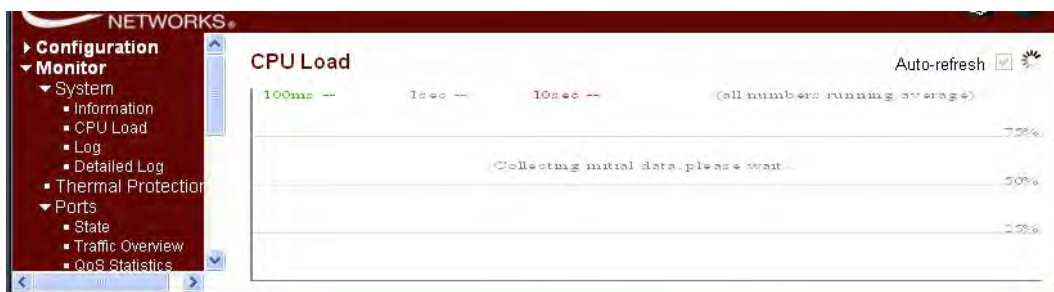 NETWORKS®
Configuration
Monitor
System
Information
CPU Load
Log
Detailed Log
Thermal Protection
Ports
State
Traffic Overview
QoS Statistics
CPU Load
Auto-refresh
100ms -- 1sec -- 10sec -- (all numbers running average)
75%
Collecting initial data, please wait
50%
25%